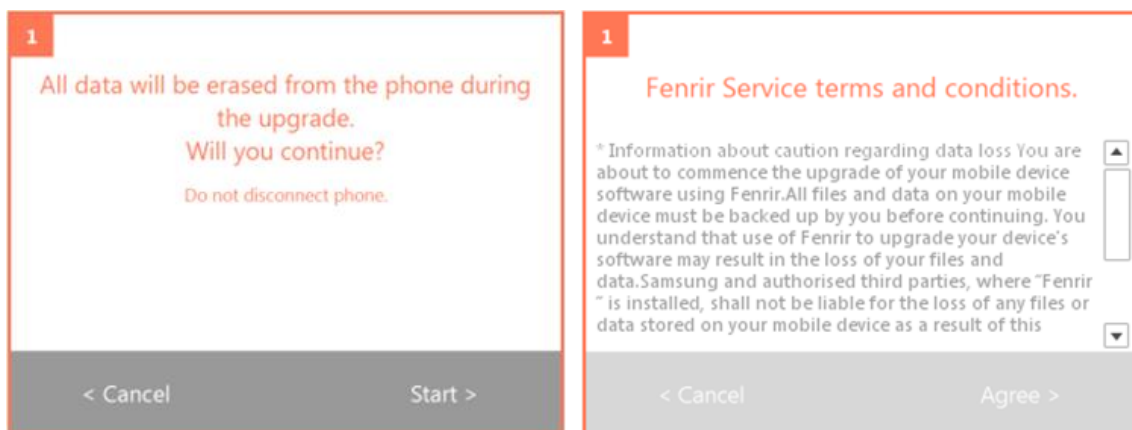 1
All data will be erased from the phone during
the upgrade.
Will you continue?
Do not disconnect phone.
< Cancel
Start >
1
Fenrir Service terms and conditions.
* Information about caution regarding data loss You are
about to commence the upgrade of your mobile device
software using Fenrir.All files and data on your mobile
device must be backed up by you before continuing. You
understand that use of Fenrir to upgrade your device's
software may result in the loss of your files and
data.Samsung and authorised third parties, where “Fenrir
” is installed, shall not be liable for the loss of any files or
data stored on your mobile device as a result of this
< Cancel
Agree >